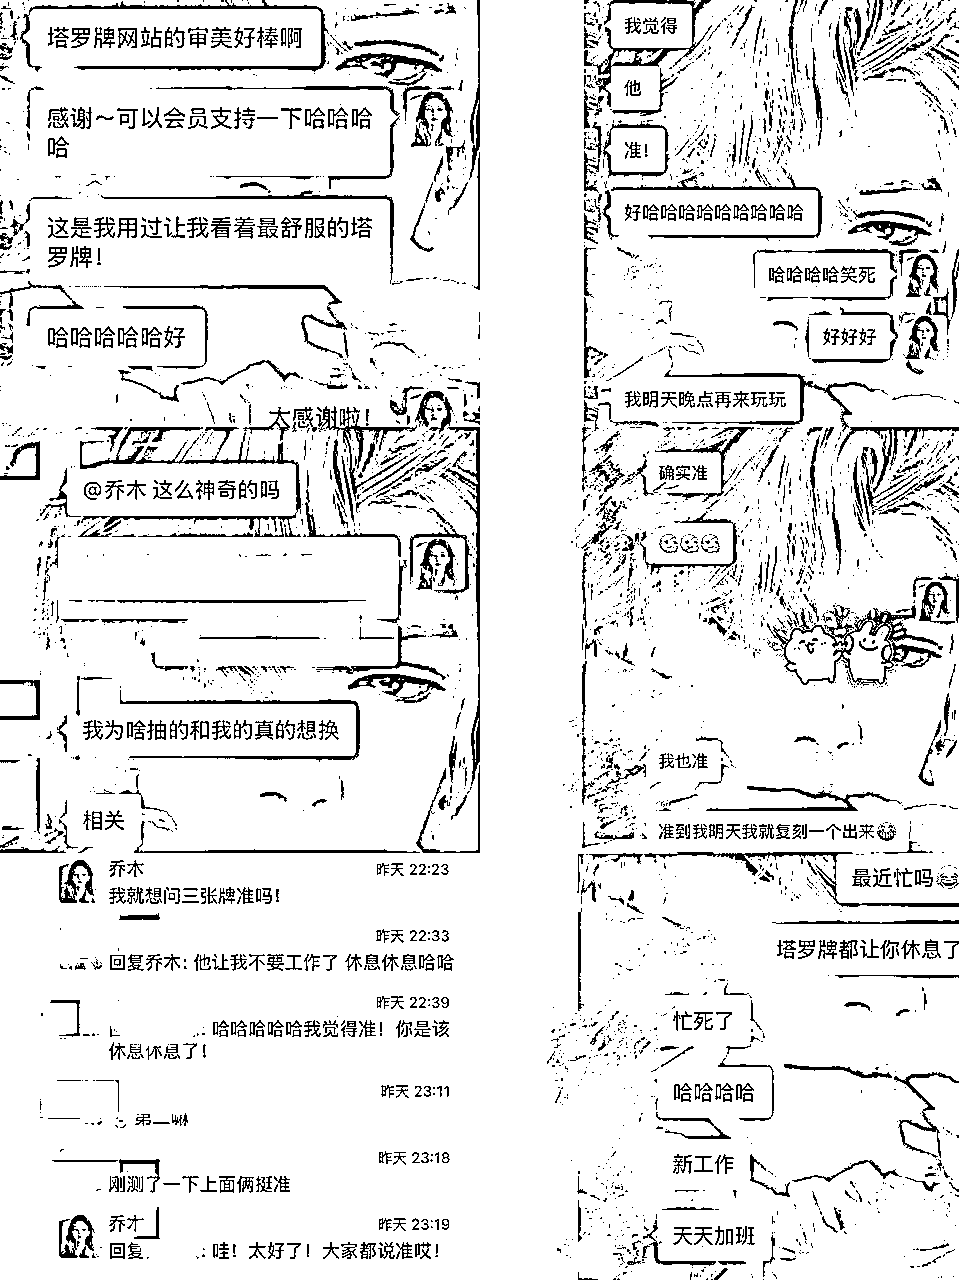 塔罗牌网站的审美好棒啊
感谢～可以会员支持一下哈哈哈
哈
这是我用过让我看着最舒服的塔
罗牌！
哈哈哈哈哈好
太感谢啦！
@乔木 这么神奇的吗
我为啥抽的和我的真的想换
相关
乔木
昨天 22:23
我就想问三张牌准吗！
昨天 22:33
回复乔木: 他让我不要工作了 休息休息哈哈
昨天 22:39
: 哈哈哈哈哈我觉得准！你是该
休息休息了！
昨天 23:11
昨天 23:18
刚测了一下上面俩挺准
乔木
昨天 23:19
回复
: 哇！太好了！大家都说准哎！
我觉得
他
准！
好哈哈哈哈哈哈哈哈哈
哈哈哈哈笑死
好好好
我明天晚点再来玩玩
确实准
我也准
准到我明天我就复刻一个出来😂
最近忙吗😂
塔罗牌都让你休息了
忙死了
哈哈哈哈
新工作
天天加班